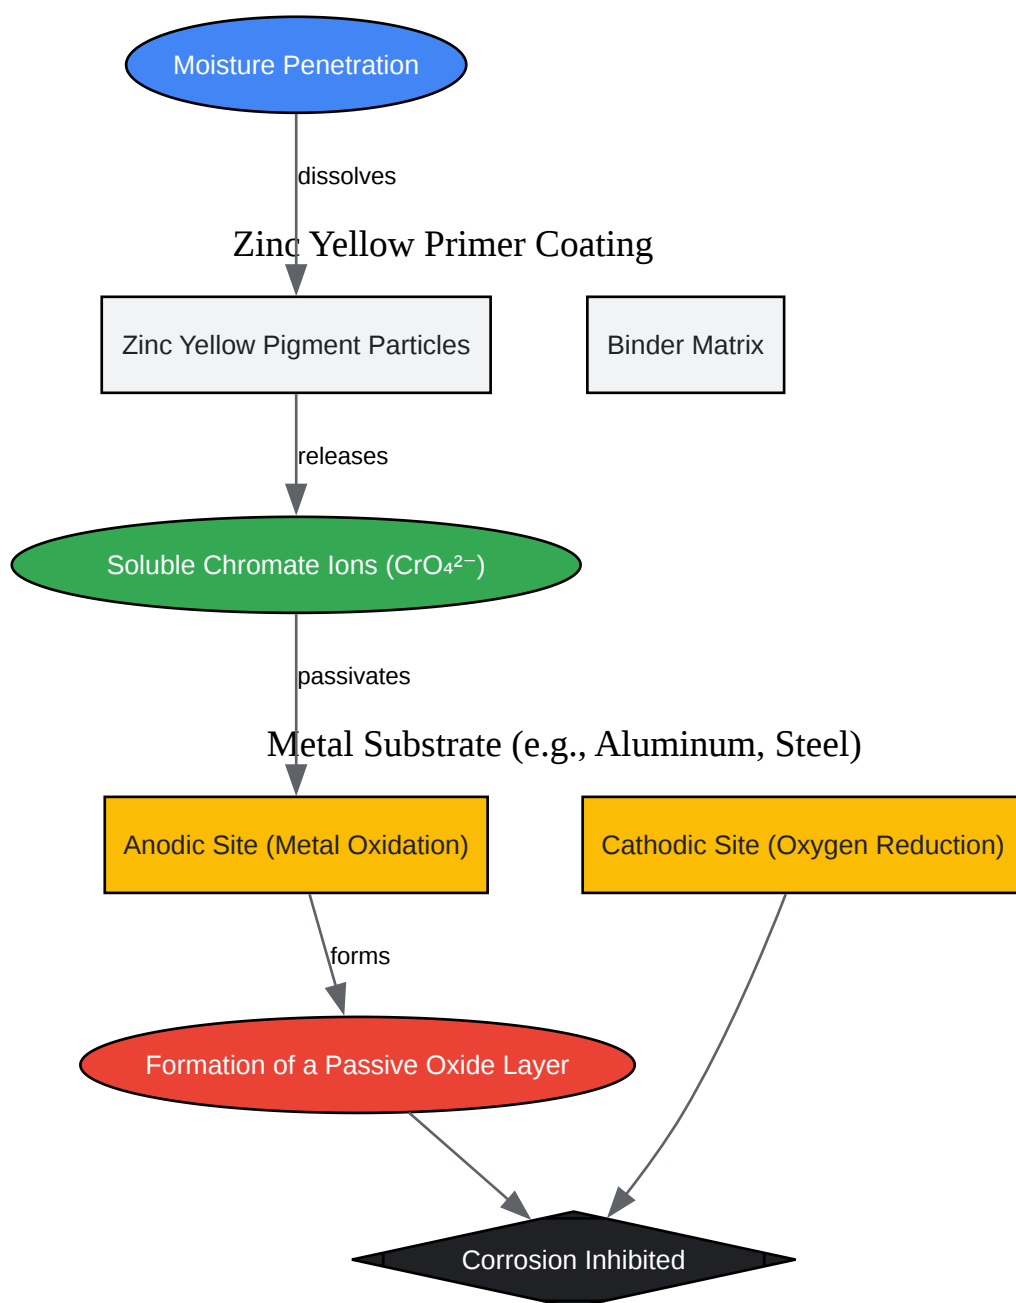 Moisture Penetration
dissolves
Zinc Yellow Primer Coating
Zinc Yellow Pigment Particles
Binder Matrix
releases
Soluble Chromate Ions (CrO₄²⁻)
passivates
Metal Substrate (e.g., Aluminum, Steel)
Anodic Site (Metal Oxidation)
Cathodic Site (Oxygen Reduction)
forms
Formation of a Passive Oxide Layer
Corrosion Inhibited